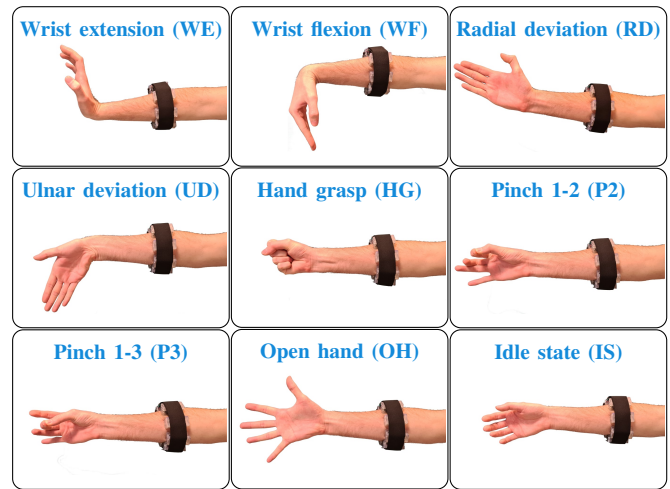 Wrist extension (WE)
Wrist flexion (WF)
Radial deviation (RD)
Ulnar deviation (UD)
Hand grasp (HG)
Pinch 1-2 (P2)
Pinch 1-3 (P3)
Open hand (OH)
Idle state (IS)